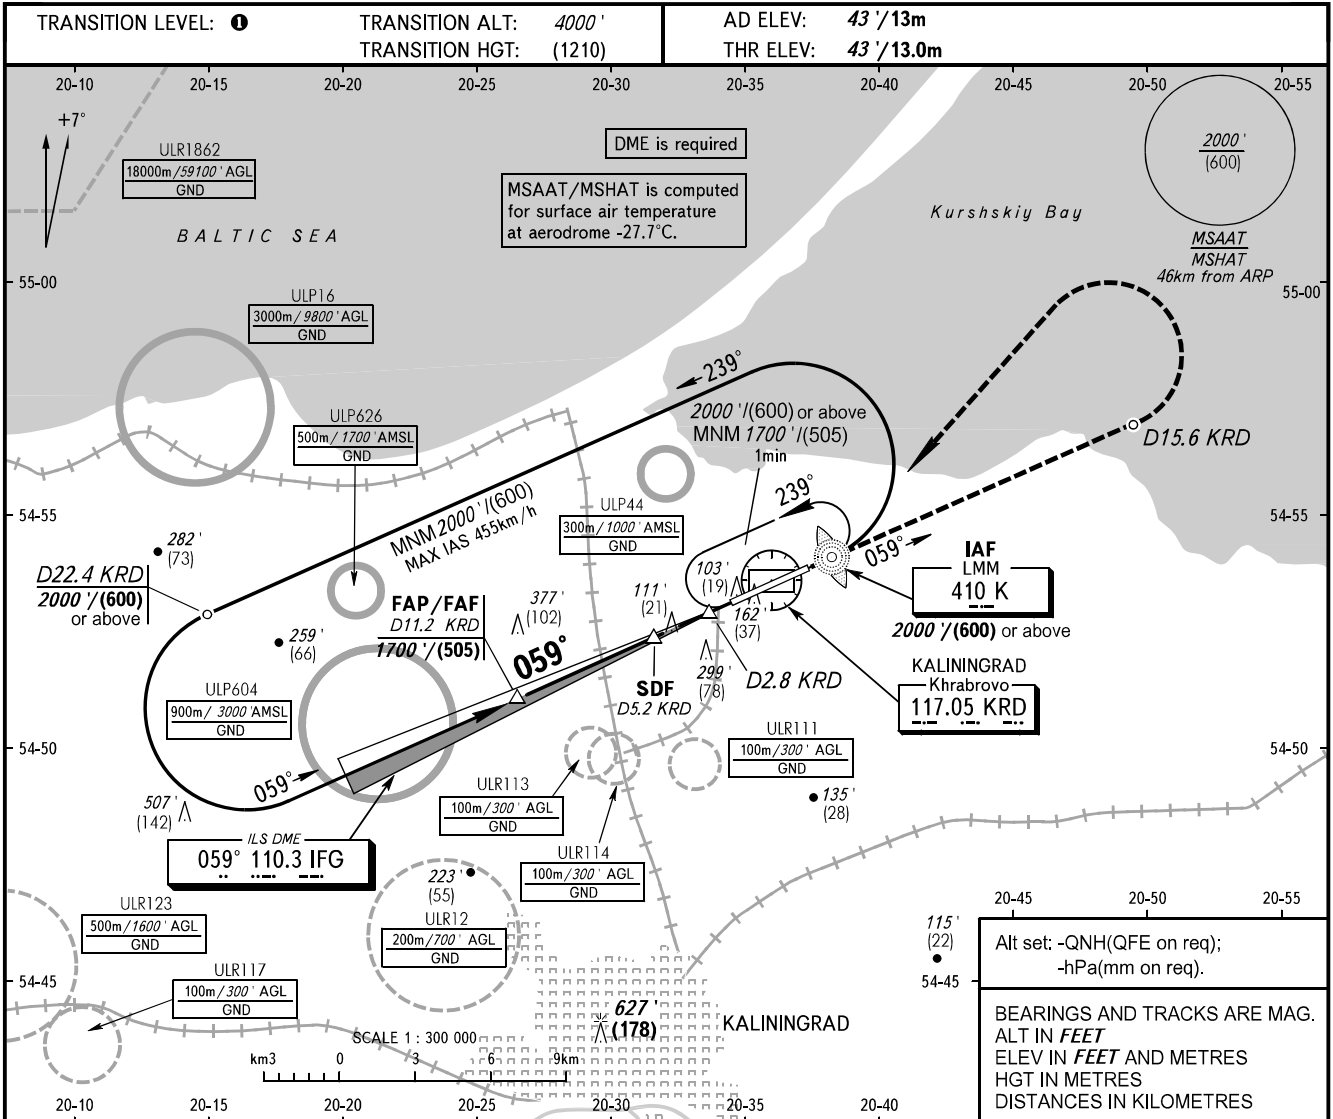 TRANSITION LEVEL: ❶
TRANSITION ALT: 4000 '
TRANSITION HGT: (1210)
AD ELEV: 43 '/13m
THR ELEV: 43 '/13.0m
20-10 20-15 20-20 20-25 20-30 20-35 20-40 20-45 20-50 20-55
+7°
ULR1862
18000m/59100 ' AGL
GND
DME is required
MSAAT/MSHAT is computed
for surface air temperature
at aerodrome -27.7°C.
2000 '
(600)
MSAAT
MSHAT
46km from ARP
Kurshskiy Bay
BALTIC SEA
55-00
55-00
ULP16
3000m/9800 ' AGL
GND
239°
2000 '/(600) or above
MNM 1700 '/(505)
1min
D15.6 KRD
ULP626
500m/1700 'AMSL
GND
239°
MNM 2000 '/(600)
MAX IAS 455km/h
ULP44
300m/1000 ' AMSL
GND
54-55
54-55
282 '
(73)
059°
IAF
LMM
410 K
2000 '/(600) or above
D22.4 KRD
2000 '/(600)
or above
FAP/FAF
D11.2 KRD
1700 '/(505)
377 '
(102)
111 '
(21)
103 '
(19)
162 '
(37)
259 '
(66)
059°
299 '
(78)
SDF
D5.2 KRD
D2.8 KRD
KALININGRAD
Khrabrovo
117.05 KRD
ULP604
900m/ 3000 'AMSL
GND
54-50
54-50
ULR111
100m/300 ' AGL
GND
059°
ULR113
100m/300 ' AGL
GND
135 '
(28)
507 '
(142)
ILS DME
059° 110.3 IFG
ULR114
100m/300 ' AGL
GND
223 '
(55)
ULR12
200m/700 ' AGL
GND
ULR123
500m/1600 ' AGL
GND
20-45 20-50 20-55
115 '
(22)
Alt set: -QNH(QFE on req);
-hPa(mm on req).
ULR117
100m/300 ' AGL
GND
54-45
54-45
627 '
(178)
KALININGRAD
SCALE 1 : 300 000
km3 0 3 6 9km
BEARINGS AND TRACKS ARE MAG.
ALT IN FEET
ELEV IN FEET AND METRES
HGT IN METRES
DISTANCES IN KILOMETRES
20-10 20-15 20-20 20-25 20-30 20-35 20-40